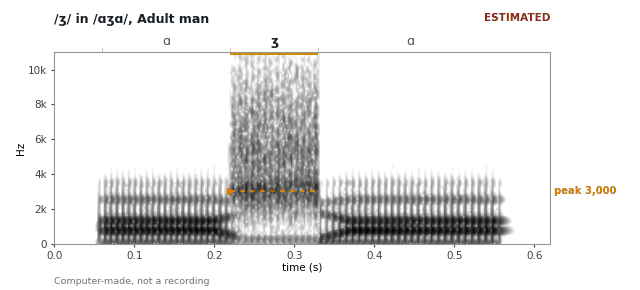 /ʒ/ in /ɑʒɑ/, Adult man
ESTIMATED
ɑ ʒ ɑ
10k
8k
6k
4k
2k
0
Hz
peak 3,000
0.0 0.1 0.2 0.3 0.4 0.5 0.6
time (s)
Computer-made, not a recording